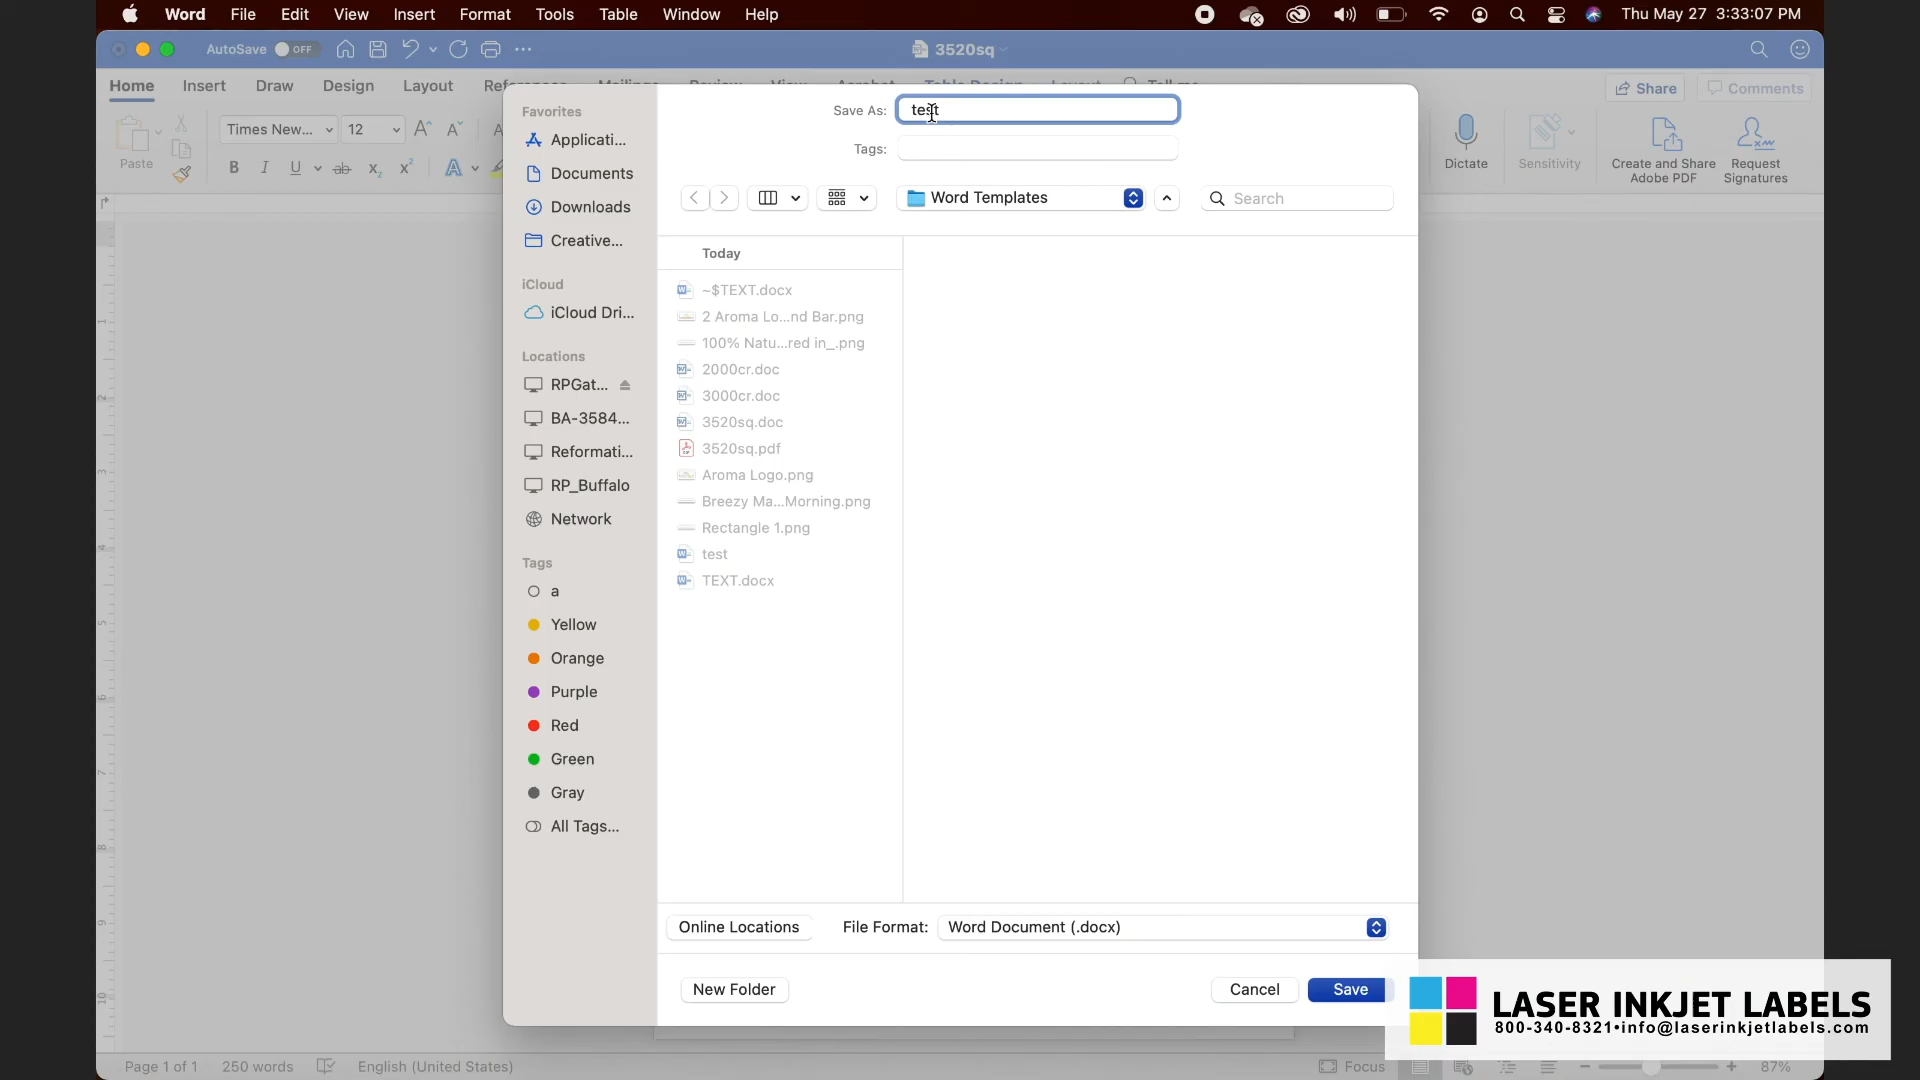 Word File Edit View Insert Format Tools Table Window Help Thu May 27 3:33:07 PM
AutoSave OFF 3520sq
Home Insert Draw Design Layout Share Comments
Times New... 12
Paste B I U ab Dictate Sensitivity Create and Share Adobe PDF Request Signatures
Save As: test
Tags:
Word Templates Search
Favorites
Applicati...
Documents
Downloads
Creative...
iCloud
iCloud Dri...
Locations
RPGat...
BA-3584...
Reformati...
RP_Buffalo
Network
Tags
a
Yellow
Orange
Purple
Red
Green
Gray
All Tags...
Today
~$TEXT.docx
2 Aroma Lo...nd Bar.png
100% Natu...red in_.png
2000cr.doc
3000cr.doc
3520sq.doc
3520sq.pdf
Aroma Logo.png
Breezy Ma...Morning.png
Rectangle 1.png
test
TEXT.docx
Online Locations File Format: Word Document (.docx)
New Folder Cancel Save
LASER INKJET LABELS
800-340-8321•info@laserinkjetlabels.com
Page 1 of 1 250 words English (United States) Focus 87%